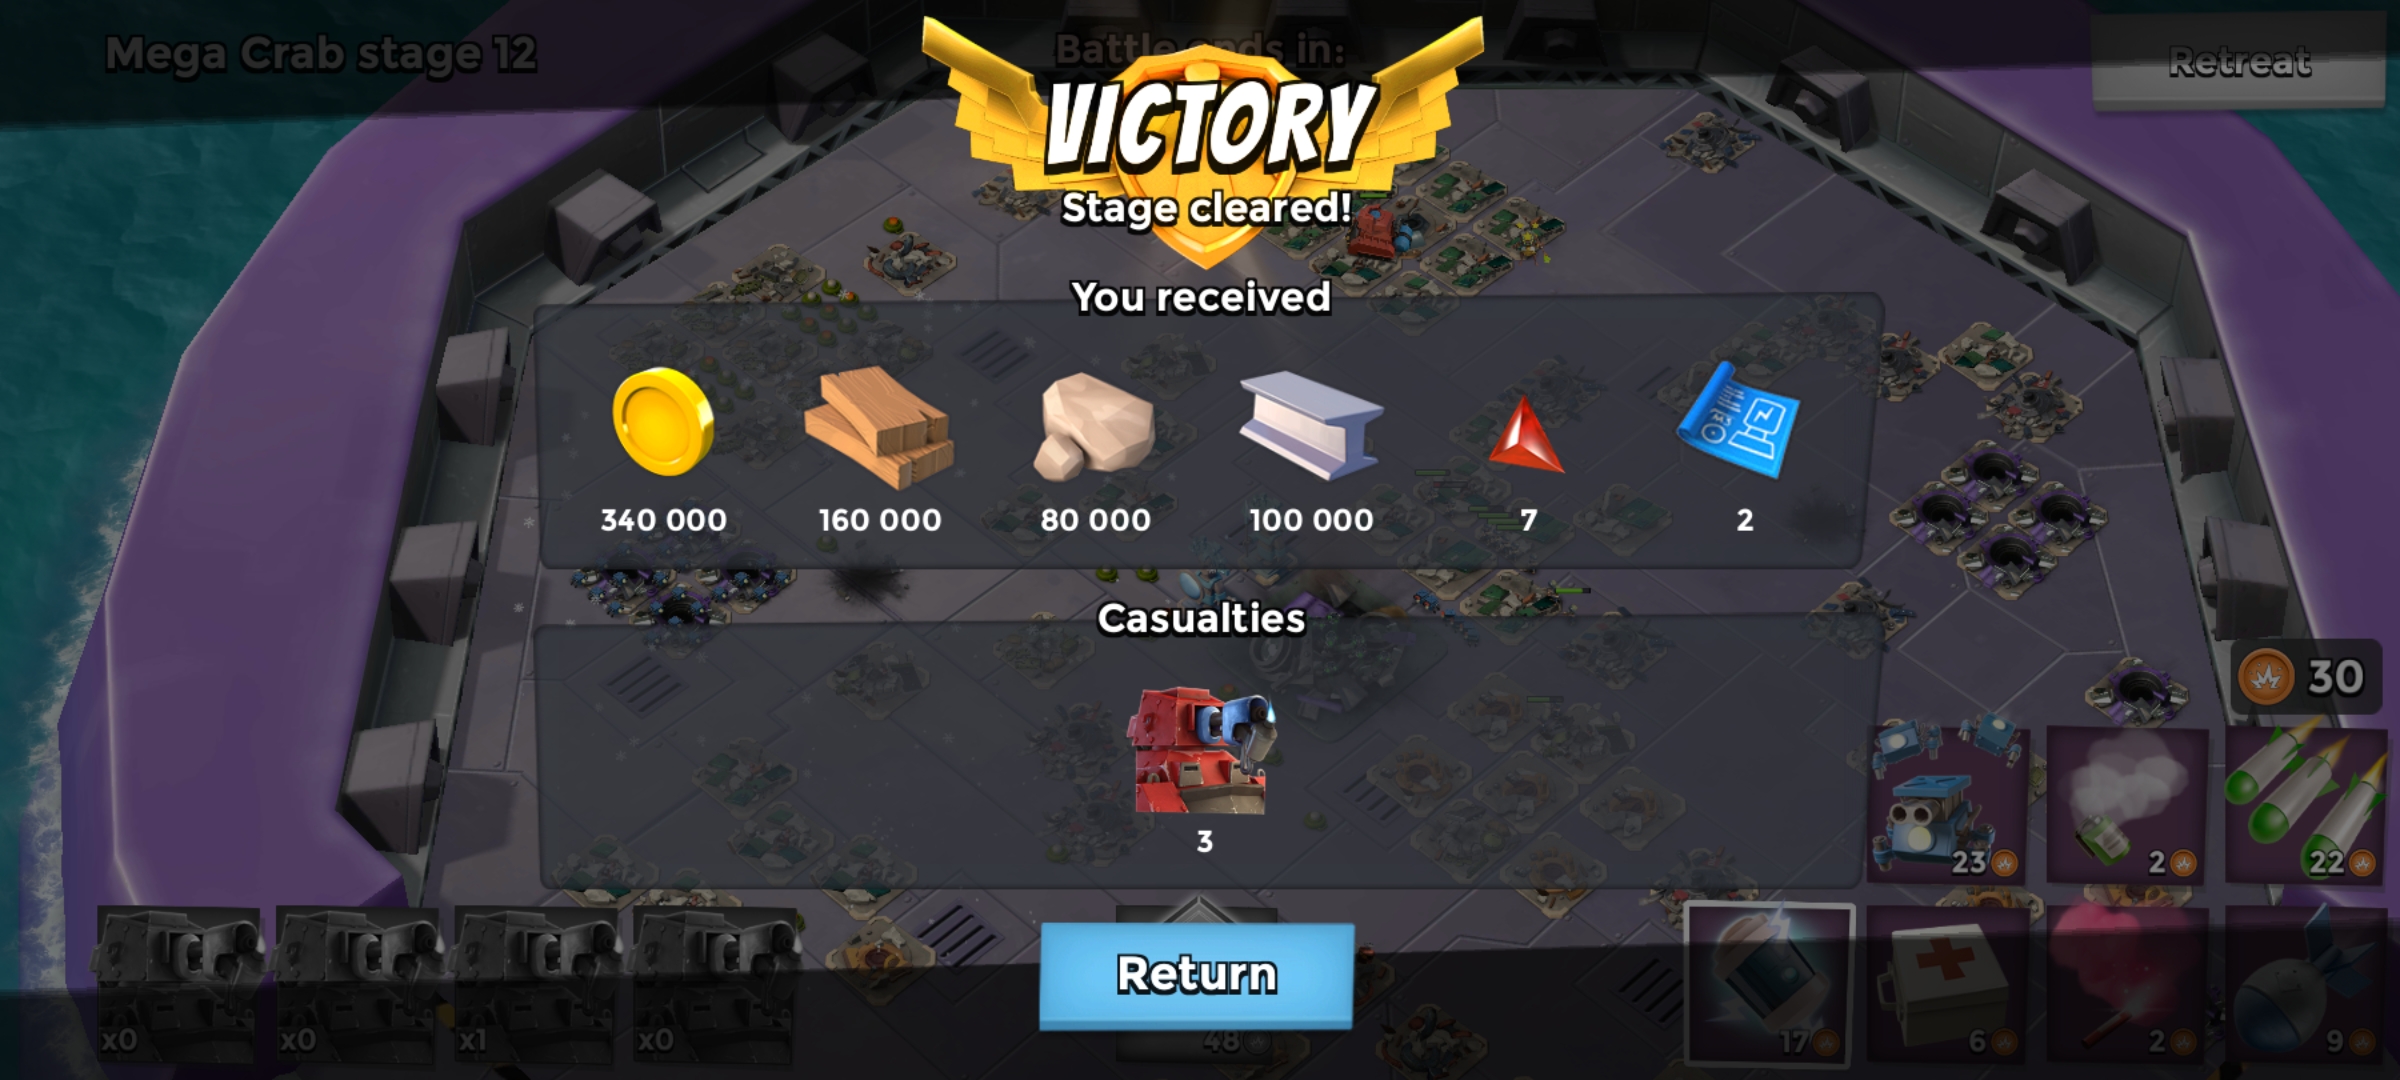 Mega Crab stage 12
Battle ends in:
Retreat
VICTORY
Stage cleared!
You received
340 000
160 000
80 000
100 000
7
2
Casualties
3
30
23
2
22
x0
x0
x1
x0
48
Return
17
6
2
9